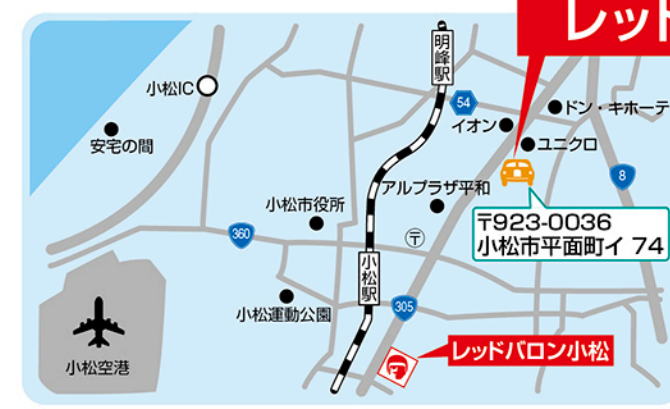 レッド
明峰駅
小松IC
54
ドン・キホーテ
イオン
安宅の間
ユニクロ
8
アルプラザ平和
小松市役所
〒923-0036
小松市平面町イ 74
360
〒
小松駅
305
小松運動公園
レッドバロン小松
小松空港